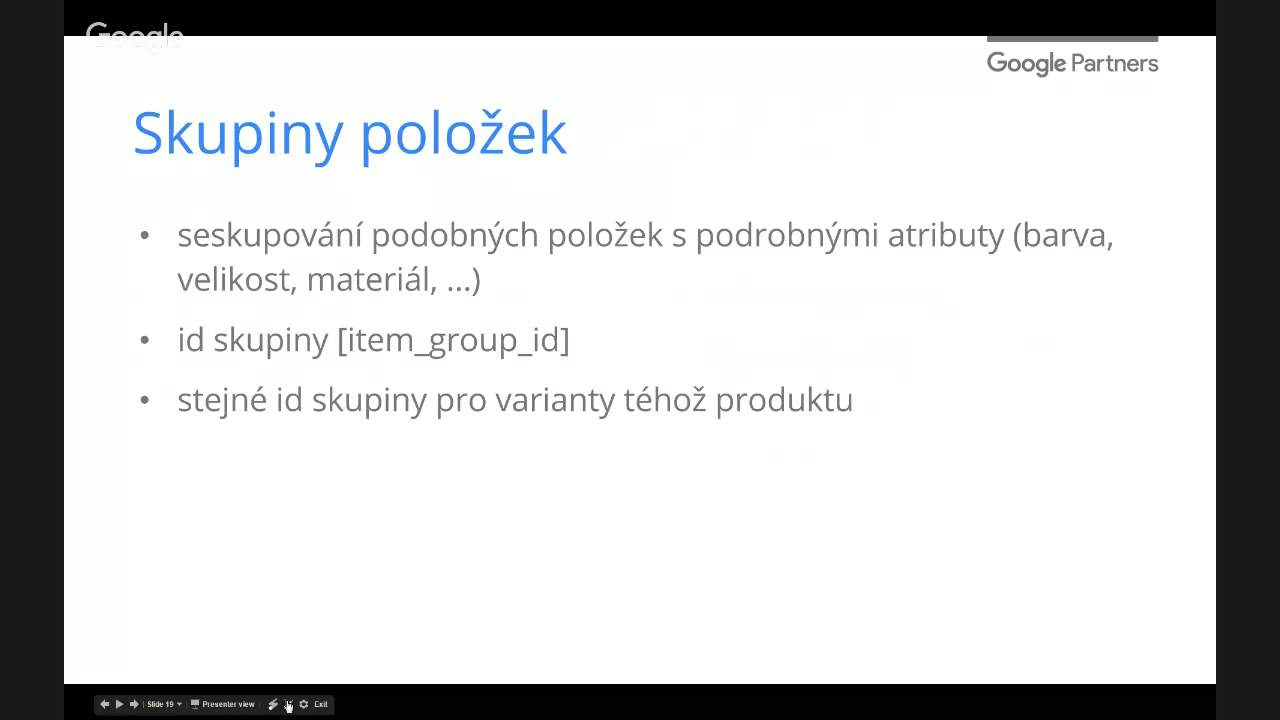 Google
Google Partners
Skupiny položek
• seskupování podobných položek s podrobnými atributy (barva,
velikost, materiál, ...)
• id skupiny [item_group_id]
• stejné id skupiny pro varianty téhož produktu
Slide 19 Presenter view Exit